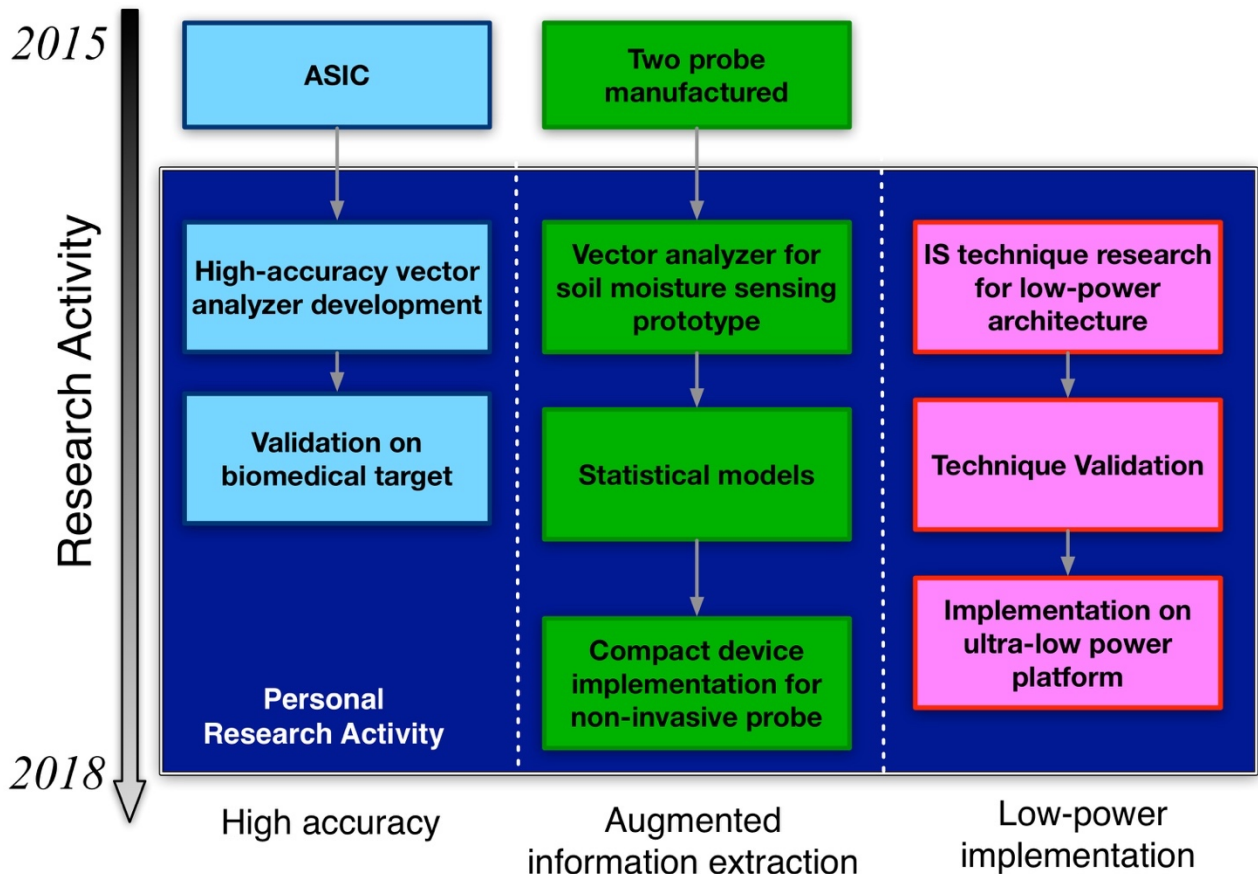 2015
ASIC
Two probe
manufactured
Research Activity
High-accuracy vector
analyzer development
Vector analyzer for
soil moisture sensing
prototype
IS technique research
for low-power
architecture
Validation on
biomedical target
Statistical models
Technique Validation
Compact device
implementation for
non-invasive probe
Implementation on
ultra-low power
platform
Personal
Research Activity
2018
High accuracy
Augmented
information extraction
Low-power
implementation